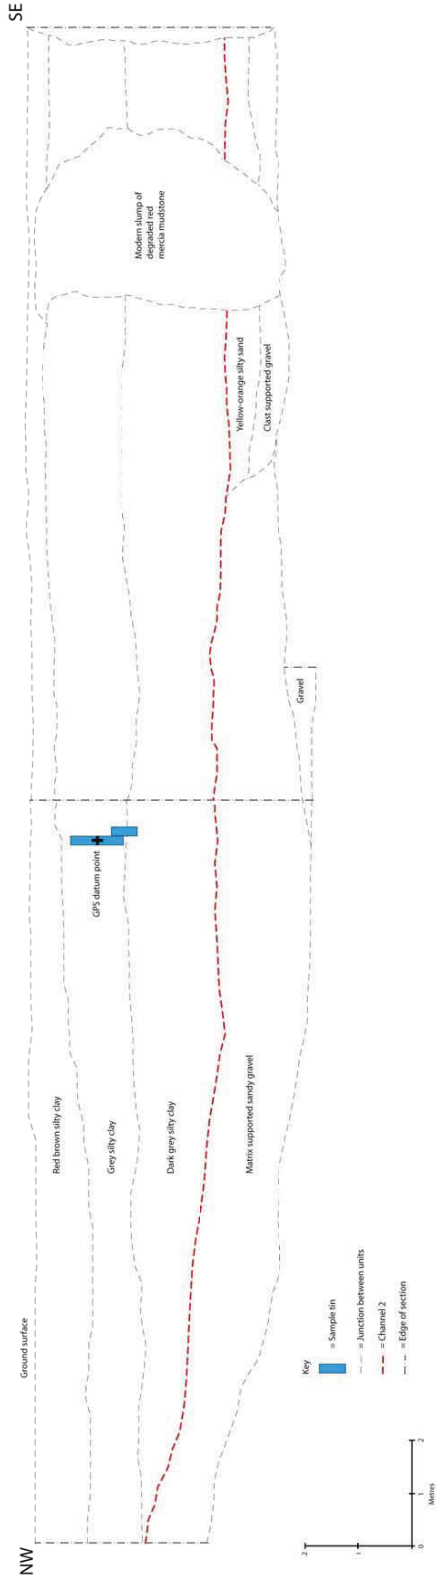 NW
SE
Ground surface
Red brown silty clay
Grey silty clay
Dark grey silty clay
Matrix supported sandy gravel
GPS datum point
Gravel
Yellow-orange silty sand
Clast supported gravel
Modern slump of
degraded red
mercia mudstone
Key
= Sample tin
= Junction between units
= Channel 2
= Edge of section
2
1
0
1
2
Metres